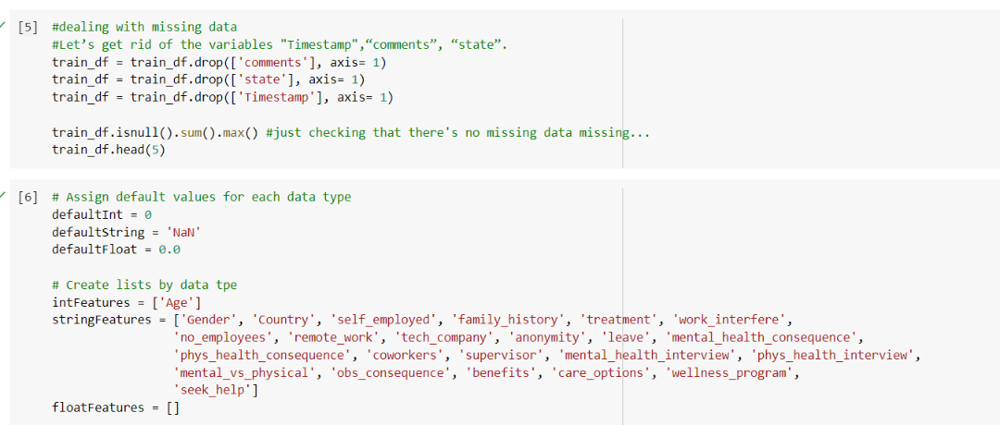 [5] #dealing with missing data
#Let’s get rid of the variables "Timestamp",“comments”, “state”.
train_df = train_df.drop(['comments'], axis= 1)
train_df = train_df.drop(['state'], axis= 1)
train_df = train_df.drop(['Timestamp'], axis= 1)
train_df.isnull().sum().max() #just checking that there's no missing data missing...
train_df.head(5)
[6] # Assign default values for each data type
defaultInt = 0
defaultString = 'NaN'
defaultFloat = 0.0
# Create lists by data tpe
intFeatures = ['Age']
stringFeatures = ['Gender', 'Country', 'self_employed', 'family_history', 'treatment', 'work_interfere',
'no_employees', 'remote_work', 'tech_company', 'anonymity', 'leave', 'mental_health_consequence',
'phys_health_consequence', 'coworkers', 'supervisor', 'mental_health_interview', 'phys_health_interview',
'mental_vs_physical', 'obs_consequence', 'benefits', 'care_options', 'wellness_program',
'seek_help']
floatFeatures = []